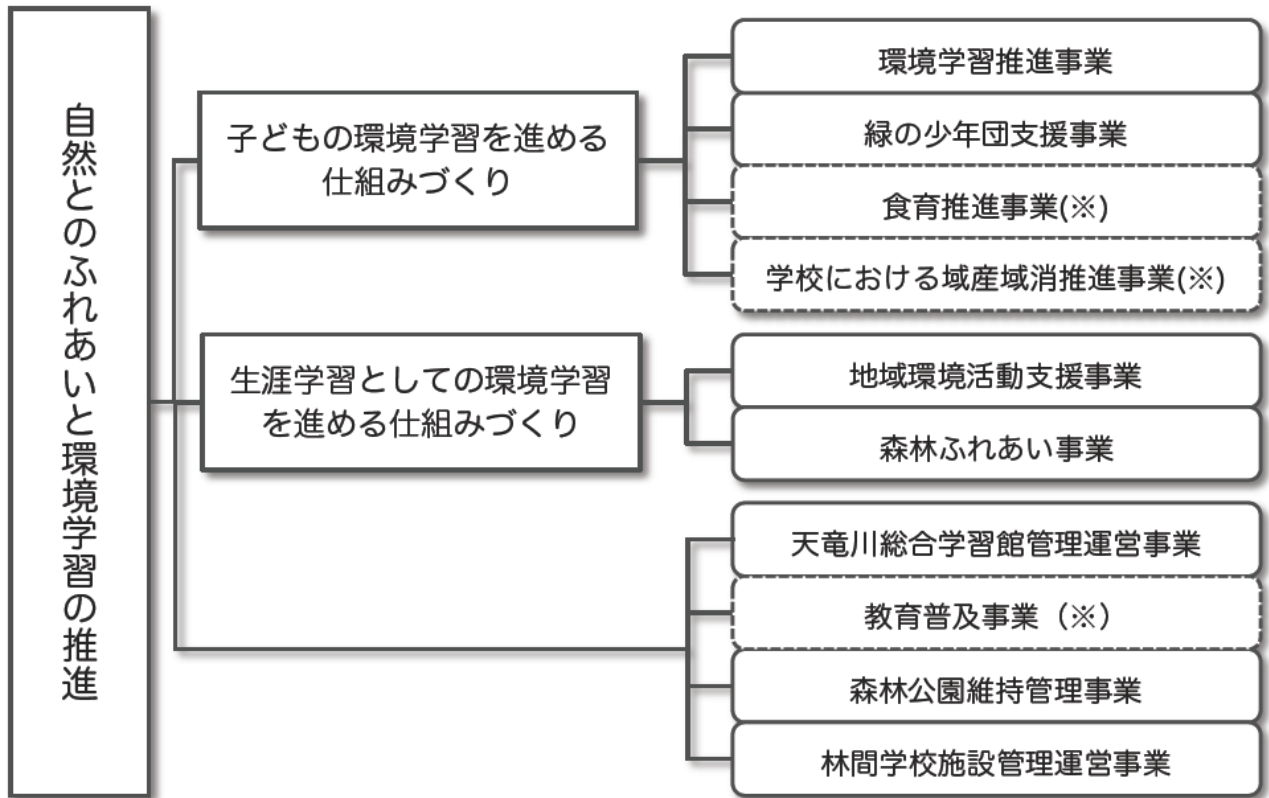 自然とのふれあいと環境学習の推進
子どもの環境学習を進める
仕組みづくり
環境学習推進事業
緑の少年団支援事業
食育推進事業(※)
学校における域産域消推進事業(※)
生涯学習としての環境学習
を進める仕組みづくり
地域環境活動支援事業
森林ふれあい事業
天竜川総合学習館管理運営事業
教育普及事業（※）
森林公園維持管理事業
林間学校施設管理運営事業